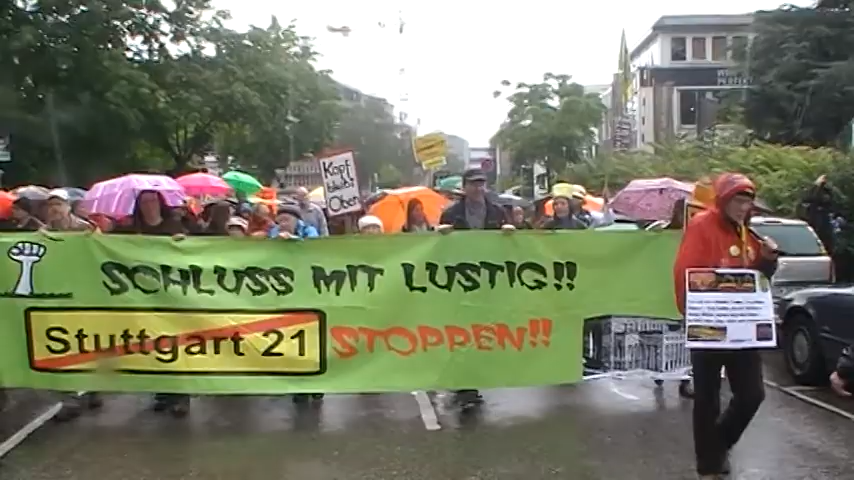 Kopf
bleibt
Oben
SCHLUSS MIT LUSTIG!!
Stuttgart 21
STOPPEN!!